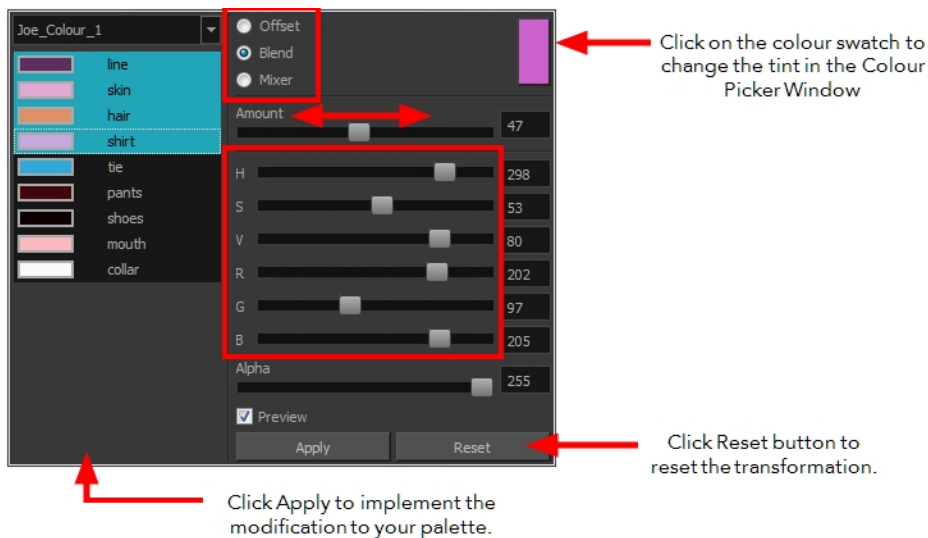 Joe_Colour_1
line
skin
hair
shirt
tie
pants
shoes
mouth
collar
Offset
Blend
Mixer
Amount
47
H
298
S
53
V
80
R
202
G
97
B
205
Alpha
255
Preview
Apply
Reset
Click on the colour swatch to
change the tint in the Colour
Picker Window
Click Reset button to
reset the transformation.
Click Apply to implement the
modification to your palette.